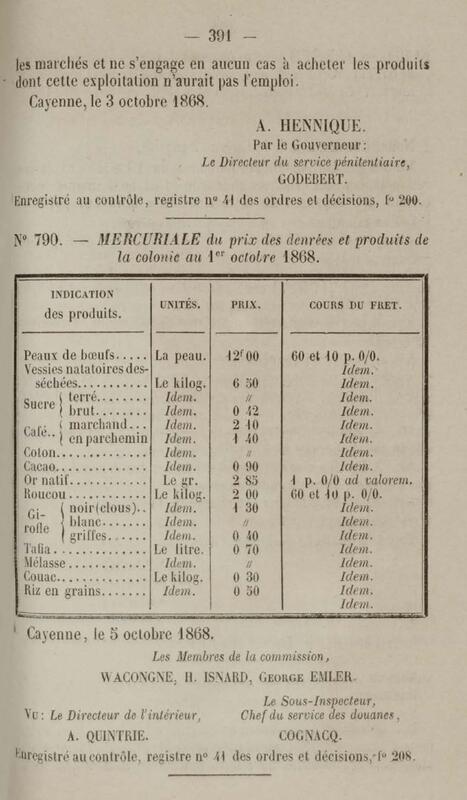 — 391 —
les marchés et ne s'engage en aucun cas à acheter les produits
dont cette exploitation n'aurait pas l'emploi.
Cayenne, le 3 octobre 1868.
A. HENNIQUE.
Par le Gouverneur:
Le Directeur du service pénitentiaire,
GODEBERT.
Enregistré au contrôle, registre n° 41 des ordres et décisions, f° 200.
N° 790. — MERCURIALE du prix des denrées et produits de
la colonie au 1er octobre 1868.
INDICATION des produits. UNITÉS. PRIX. COURS DU FRET.
Peaux de bœufs..... La peau. 12f 00 60 et 10 p. 0/0.
Vessies natatoires des- Idem.
séchées........... Le kilog. 6 50 Idem.
Sucre { terré........ Idem. " Idem.
brut........ Idem. 0 42 Idem.
Café.. { marchand... Idem. 2 10 Idem.
en parchemin Idem. 1 40 Idem.
Coton............. Idem. " Idem.
Cacao............. Idem. 0 90 Idem.
Or natif........... Le gr. 2 85 1 p. 0/0 ad valorem.
Roucou........... Le kilog. 2 00 60 et 10 p. 0/0.
Gi-rofle { noir (clous).. Idem. 1 30 Idem.
blanc....... Idem. " Idem.
griffes...... Idem. 0 40 Idem.
Tafia............. Le litre. 0 70 Idem.
Mélasse........... Idem. " Idem.
Couac............ Le kilog. 0 30 Idem.
Riz en grains....... Idem. 0 50 Idem.
Idem.
Cayenne, le 5 octobre 1868.
Les Membres de la commission,
WACONGNE, H. ISNARD, GEORGE EMLER.
Le Sous-Inspecteur,
VU: Le Directeur de l'intérieur, Chef du service des douanes,
A. QUINTRIE. COGNACQ.
Enregistré au contrôle, registre n° 41 des ordres et décisions, f° 208.